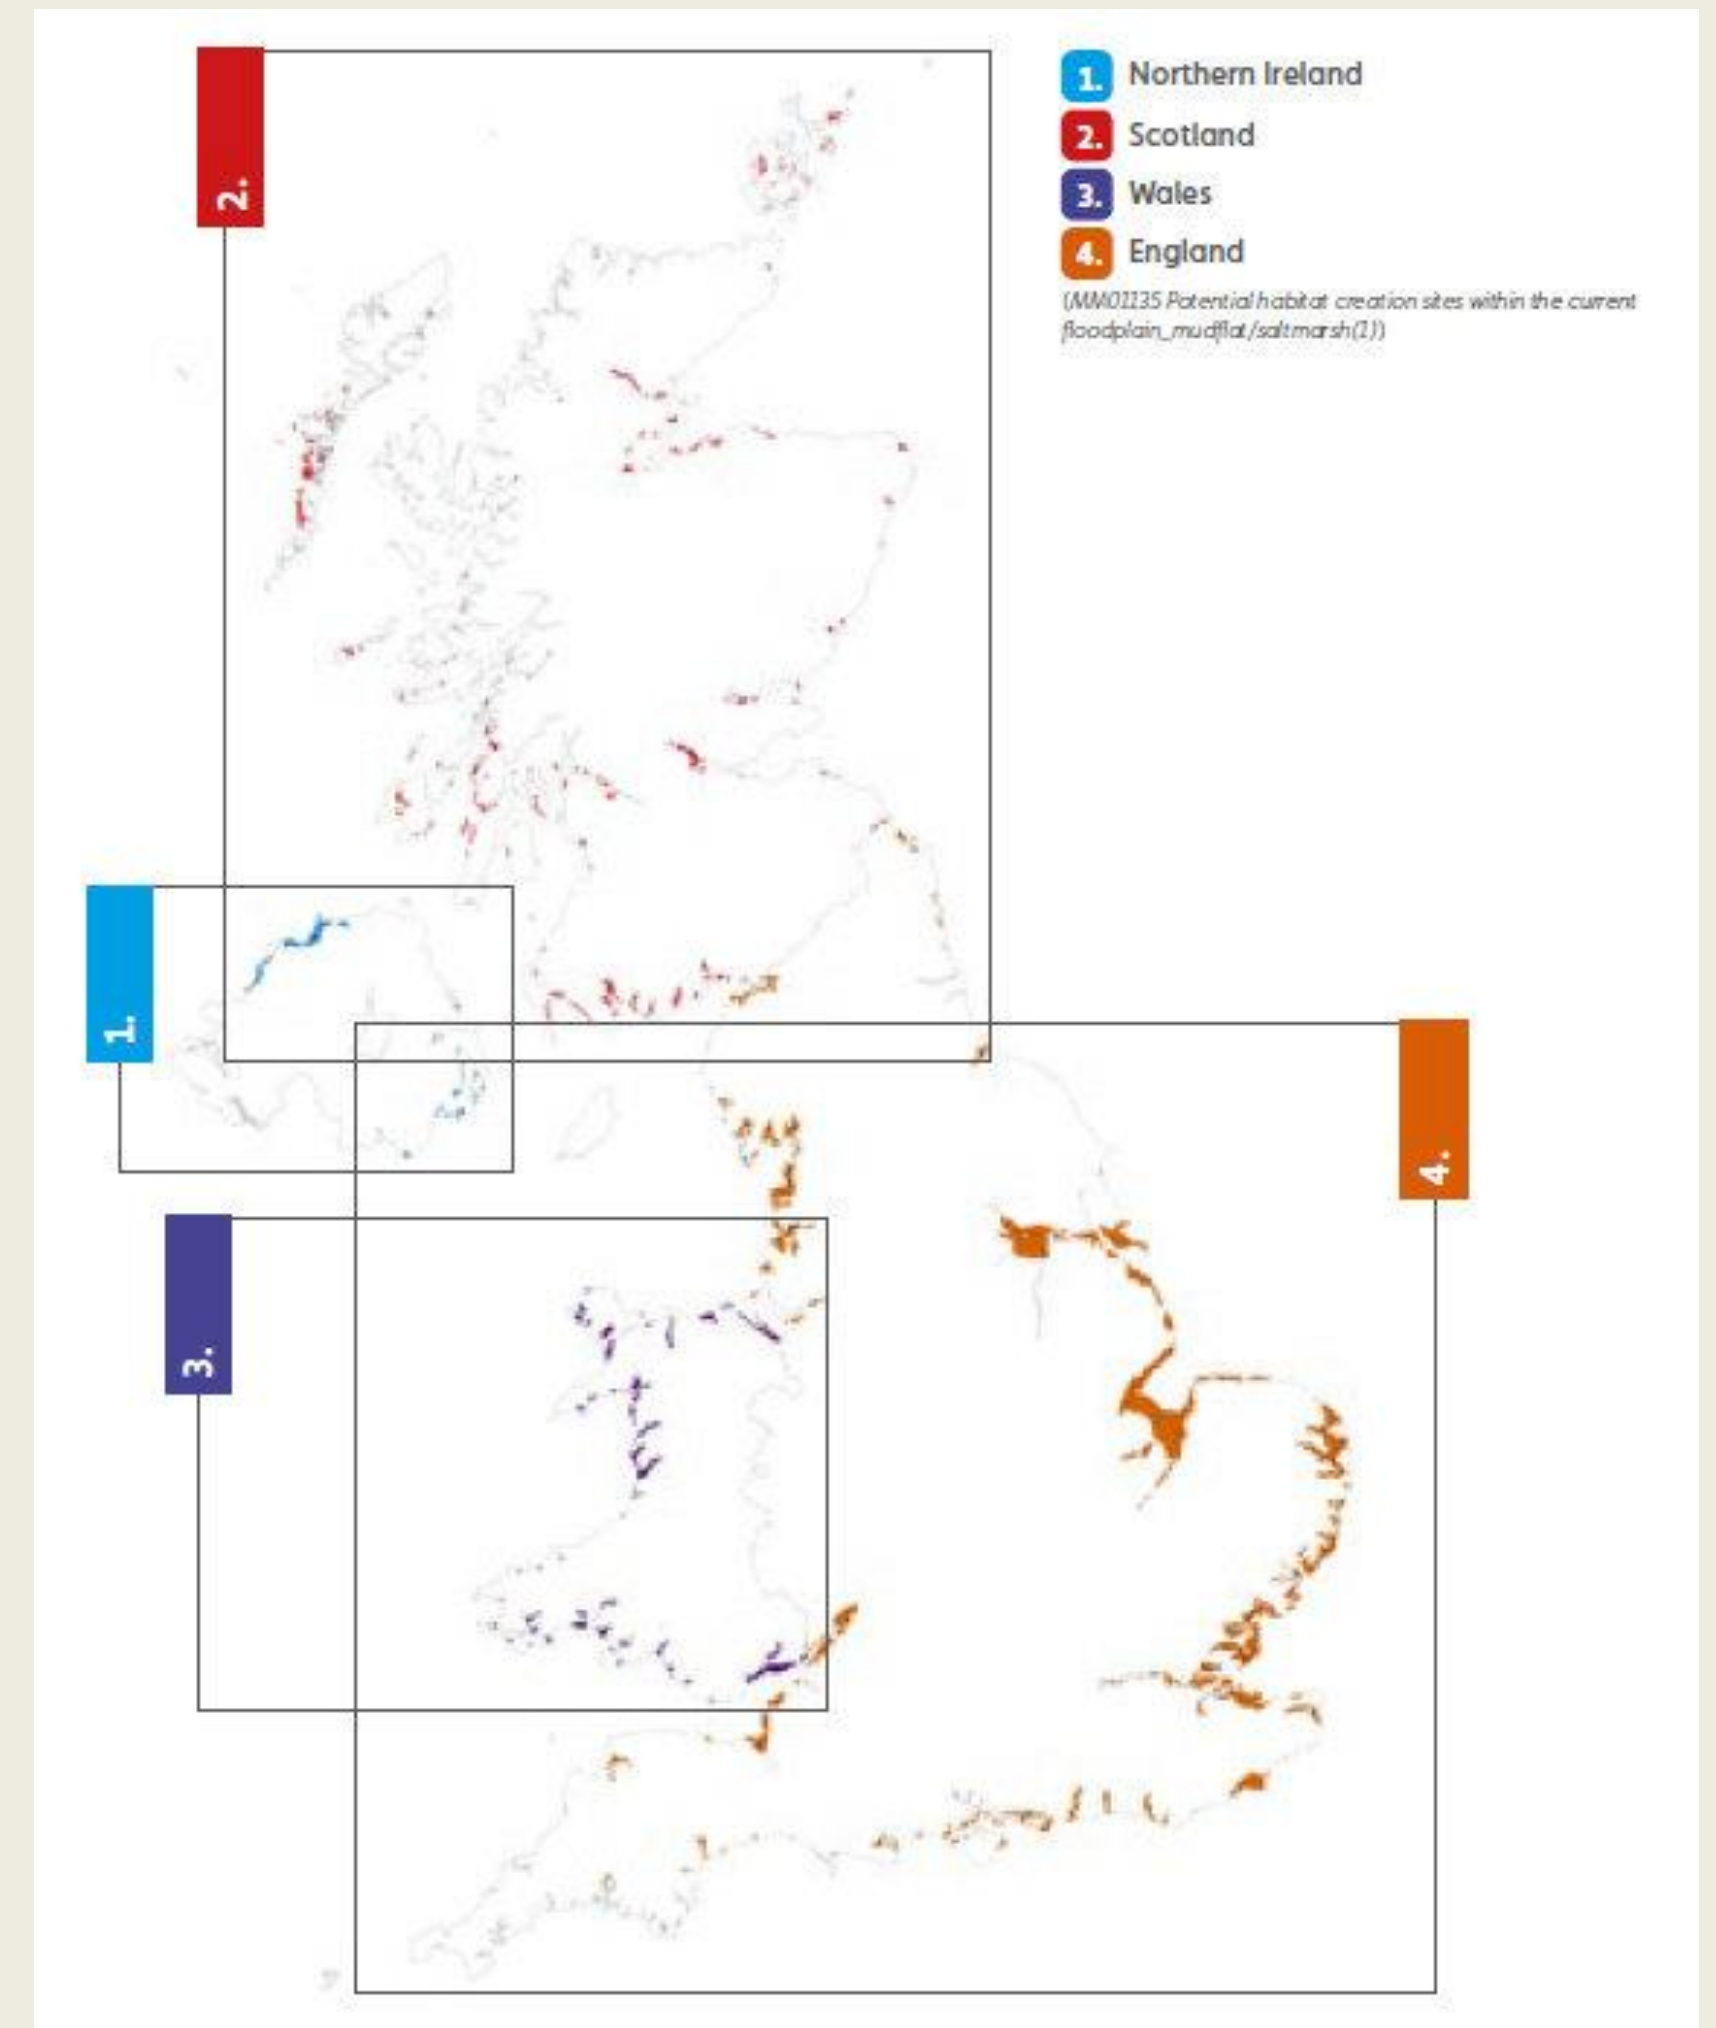 2.
1. Northern Ireland
2. Scotland
3. Wales
4. England
(MM01135 Potential habitat creation sites within the current
floodplain_mudflat/saltmarsh(1))
1.
4.
3.